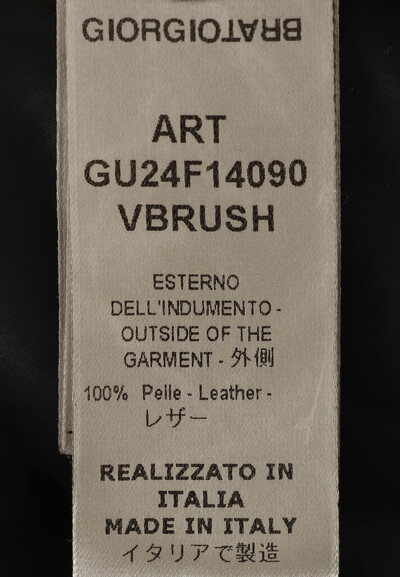 GIORGIOBRATO
ART
GU24F14090
VBRUSH
ESTERNO
DELL'INDUMENTO -
OUTSIDE OF THE
GARMENT - 外側
100% Pelle - Leather -
レザー
REALIZZATO IN
ITALIA
MADE IN ITALY
イタリアで製造